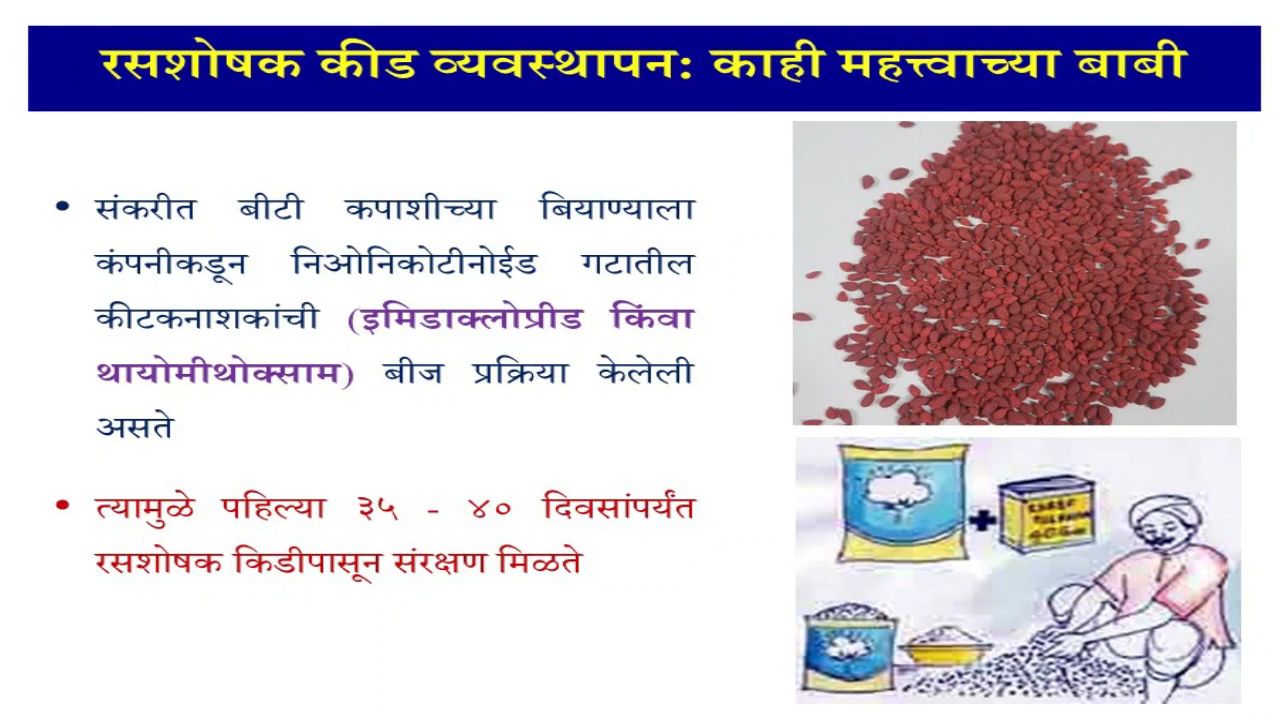 रसशोषक कीड व्यवस्थापन: काही महत्त्वाच्या बाबी
• संकरीत बीटी कपाशीच्या बियाण्याला
कंपनीकडून निओनिकोटीनोईड गटातील
कीटकनाशकांची (इमिडाक्लोप्रीड किंवा
थायोमीथोक्साम) बीज प्रक्रिया केलेली
असते
• त्यामुळे पहिल्या ३५ - ४० दिवसांपर्यंत
रसशोषक किडीपासून संरक्षण मिळते